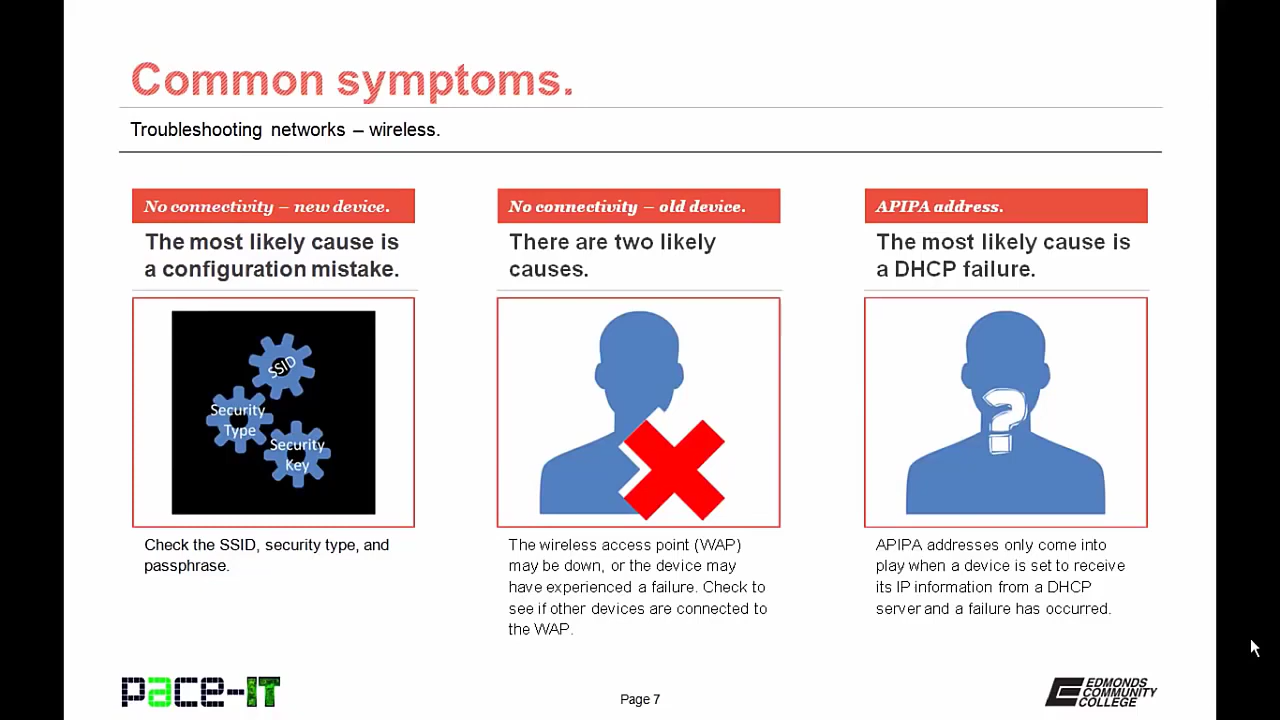 Common symptoms.
Troubleshooting networks – wireless.
No connectivity – new device.
The most likely cause is
a configuration mistake.
SSID
Security
Type
Security
Key
Check the SSID, security type, and
passphrase.
No connectivity – old device.
There are two likely
causes.
The wireless access point (WAP)
may be down, or the device may
have experienced a failure. Check to
see if other devices are connected to
the WAP.
APIPA address.
The most likely cause is
a DHCP failure.
?
APIPA addresses only come into
play when a device is set to receive
its IP information from a DHCP
server and a failure has occurred.
pace-IT
Page 7
EDMONDS
COMMUNITY
COLLEGE